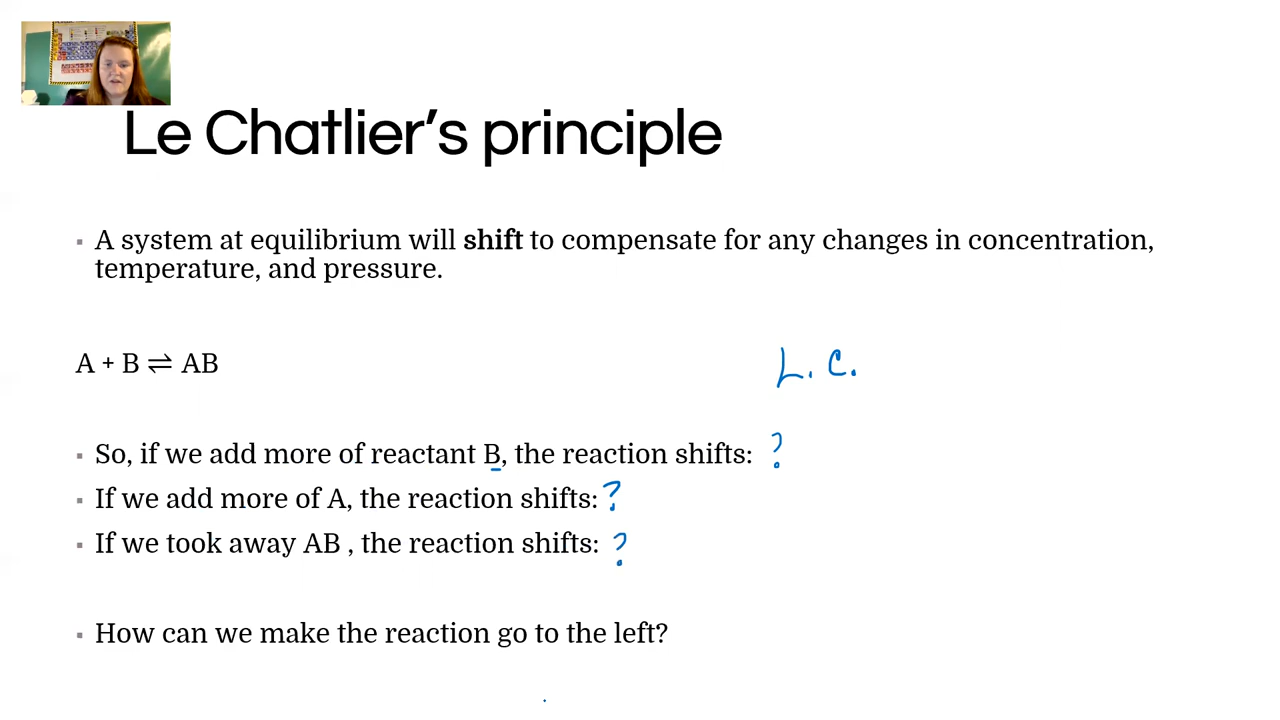 Le Chatlier’s principle
▪ A system at equilibrium will shift to compensate for any changes in concentration,
temperature, and pressure.
A + B ⇌ AB
L. C.
▪ So, if we add more of reactant B, the reaction shifts: ?
▪ If we add more of A, the reaction shifts: ?
▪ If we took away AB , the reaction shifts: ?
▪ How can we make the reaction go to the left?